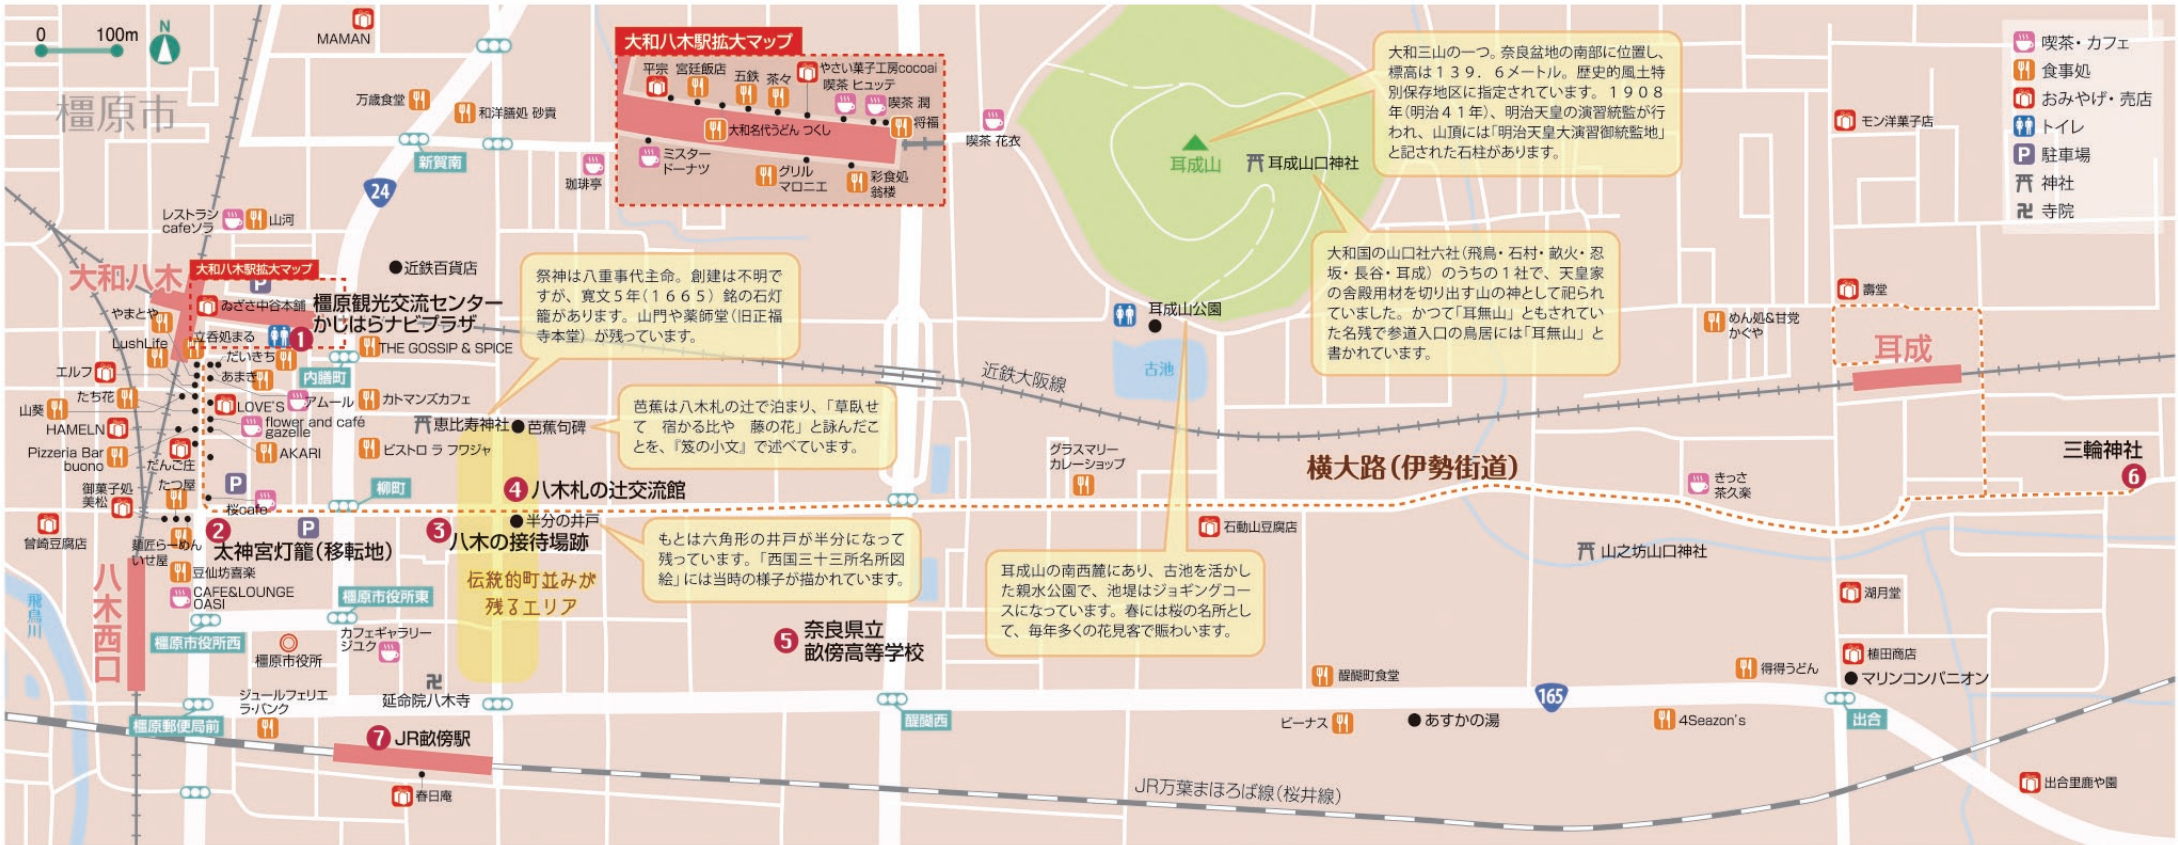 0 100m
N
橿原市
MAMAN
万歳食堂
和洋膳処 砂貴
新賀南
24
珈琲亭
レストラン
cafeソラ
山河
大和八木駅拡大マップ
平宗
宮廷飯店
五鉄
茶々
やさい菓子工房cocoai
喫茶 ヒュッテ
喫茶 潤
将福
大和名代うどん つくし
ミスター
ドーナツ
グリル
マロニエ
彩食処
翁楼
喫茶 花衣
耳成山
耳成山口神社
大和三山の一つ。奈良盆地の南部に位置し、
標高は139．6メートル。歴史的風土特
別保存地区に指定されています。1908
年(明治41年)、明治天皇の演習統監が行
われ、山頂には「明治天皇大演習御統監地」
と記された石柱があります。
モン洋菓子店
喫茶・カフェ
食事処
おみやげ・売店
トイレ
P 駐車場
神社
寺院
大和国の山口社六社(飛鳥・石村・畝火・忍
坂・長谷・耳成)のうちの1社で、天皇家
の舎殿用材を切り出す山の神として祀られ
ていました。かつて「耳無山」ともされてい
た名残で参道入口の鳥居には「耳無山」と
書かれています。
大和八木
大和八木駅拡大マップ
P
近鉄百貨店
ゐざさ中谷本舗
橿原観光交流センター
かしはらナビプラザ
1
やまとや
立呑処まる
LushLife
だいきち
THE GOSSIP & SPICE
エルフ
あまき
内膳町
たち花
山葵
LOVE'S
アムール
カトマンズカフェ
HAMELN
flower and café
gazelle
Pizzeria Bar
buono
AKARI
ビストロ ラ フワジャ
だんご庄
たつ屋
P
御菓子処
美松
桜cafe
柳町
曾崎豆腐店
麺匠らーめん
いせ屋
2
太神宮灯籠(移転地)
P
豆仙坊喜楽
CAFE&LOUNGE
OASI
八木西口
飛鳥川
祭神は八重事代主命。創建は不明で
すが、寛文5年(1665)銘の石灯
籠があります。山門や薬師堂(旧正福
寺本堂)が残っています。
恵比寿神社
芭蕉句碑
芭蕉は八木札の辻で泊まり、「草臥せ
て　宿かる比や　藤の花」と詠んだこ
とを、『笈の小文』で述べています。
4 八木札の辻交流館
半分の井戸
3
八木の接待場跡
もとは六角形の井戸が半分になって
残っています。「西国三十三所名所図
絵」には当時の様子が描かれています。
伝統的町並みが
残るエリア
橿原市役所東
橿原市役所西
橿原市役所
カフェギャラリー
ジユク
延命院八木寺
ジュールフェリエ
ラ・バンク
橿原郵便局前
7 JR畝傍駅
春日庵
5 奈良県立
畝傍高等学校
醍醐西
近鉄大阪線
耳成山公園
古池
グラスマリー
カレーショップ
横大路(伊勢街道)
石動山豆腐店
耳成山の南西麓にあり、古池を活かし
た親水公園で、池堤はジョギングコー
スになっています。春には桜の名所とし
て、毎年多くの花見客で賑わいます。
壽堂
めん処&甘党
かぐや
耳成
きっさ
茶久楽
三輪神社
6
山之坊山口神社
湖月堂
植田商店
マリンコンパニオン
得得うどん
醍醐町食堂
165
ビーナス
あすかの湯
4Seazon's
出合
出合里鹿や園
JR万葉まほろば線(桜井線)